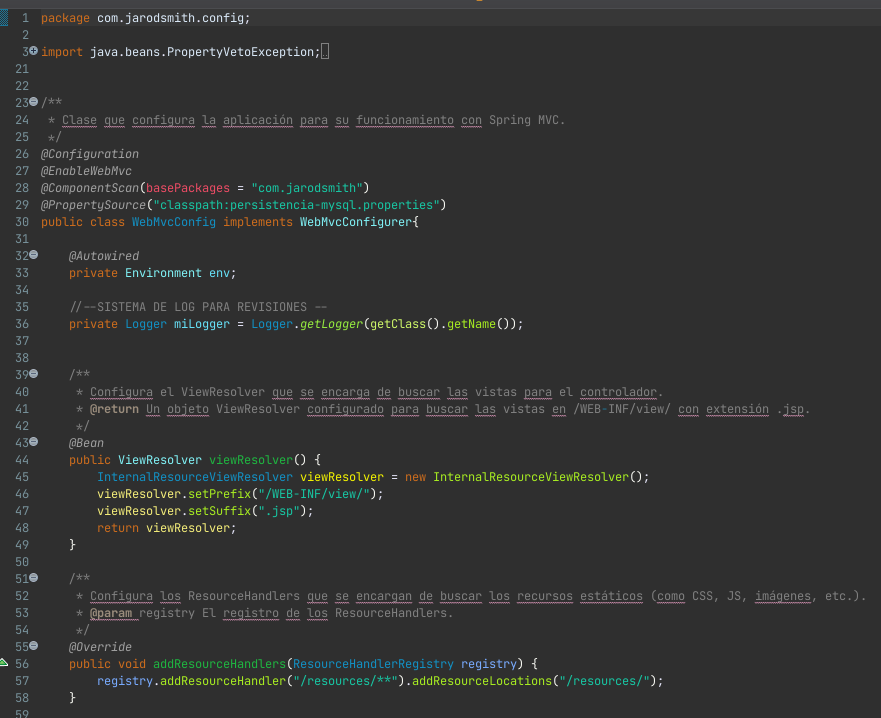 1 package com.jarodsmith.config;
2
3 import java.beans.PropertyVetoException;
21
22
23 /**
24 * Clase que configura la aplicación para su funcionamiento con Spring MVC.
25 */
26 @Configuration
27 @EnableWebMvc
28 @ComponentScan(basePackages = "com.jarodsmith")
29 @PropertySource("classpath:persistencia-mysql.properties")
30 public class WebMvcConfig implements WebMvcConfigurer{
31
32 @Autowired
33 private Environment env;
34
35 //--SISTEMA DE LOG PARA REVISIONES --
36 private Logger miLogger = Logger.getLogger(getClass().getName());
37
38
39 /**
40 * Configura el ViewResolver que se encarga de buscar las vistas para el controlador.
41 * @return Un objeto ViewResolver configurado para buscar las vistas en /WEB-INF/view/ con extensión .jsp.
42 */
43 @Bean
44 public ViewResolver viewResolver() {
45 InternalResourceViewResolver viewResolver = new InternalResourceViewResolver();
46 viewResolver.setPrefix("/WEB-INF/view/");
47 viewResolver.setSuffix(".jsp");
48 return viewResolver;
49 }
50
51 /**
52 * Configura los ResourceHandlers que se encargan de buscar los recursos estáticos (como CSS, JS, imágenes, etc.).
53 * @param registry El registro de los ResourceHandlers.
54 */
55 @Override
56 public void addResourceHandlers(ResourceHandlerRegistry registry) {
57 registry.addResourceHandler("/resources/**").addResourceLocations("/resources/");
58 }
59